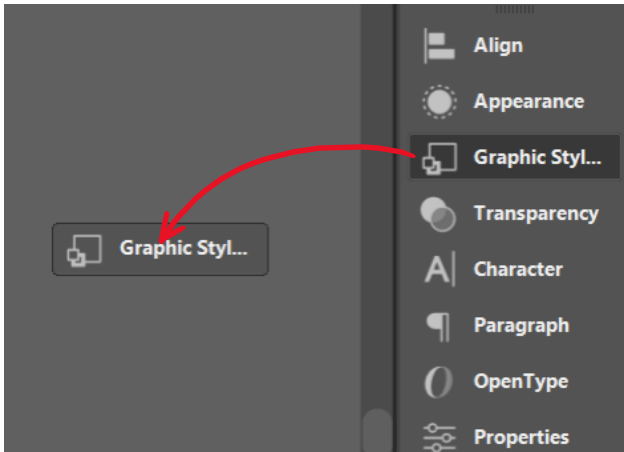 Align
Appearance
Graphic Styl...
Transparency
Graphic Styl...
Character
Paragraph
OpenType
Properties